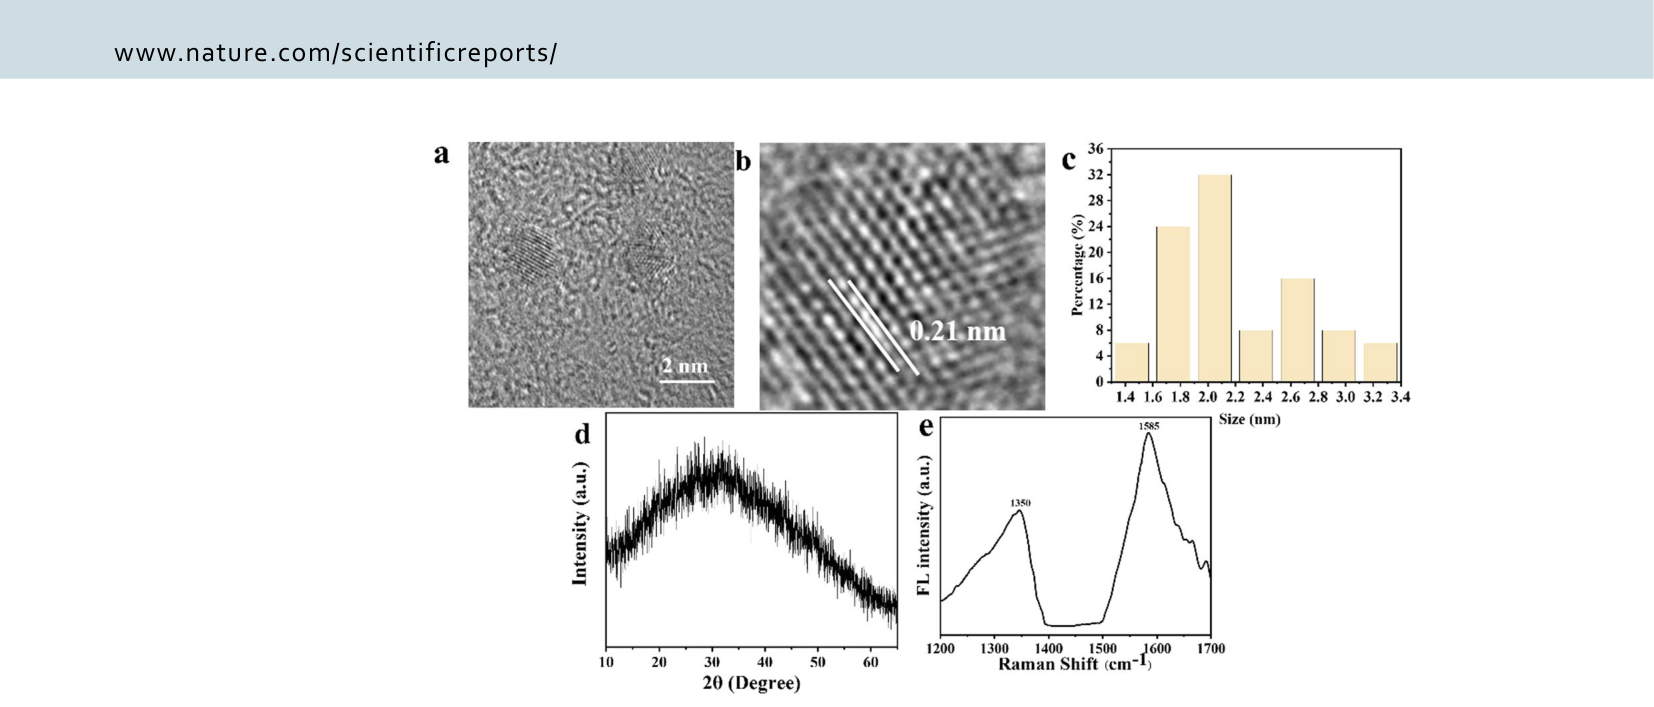 www.nature.com/scientificreports/
a
2 nm
b
0.21 nm
c
Percentage (%)
36
32
28
24
20
16
12
8
4
0
1.4 1.6 1.8 2.0 2.2 2.4 2.6 2.8 3.0 3.2 3.4
Size (nm)
d
Intensity (a.u.)
10 20 30 40 50 60
2θ (Degree)
e
FL intensity (a.u.)
1350
1585
1200 1300 1400 1500 1600 1700
Raman Shift (cm-1)